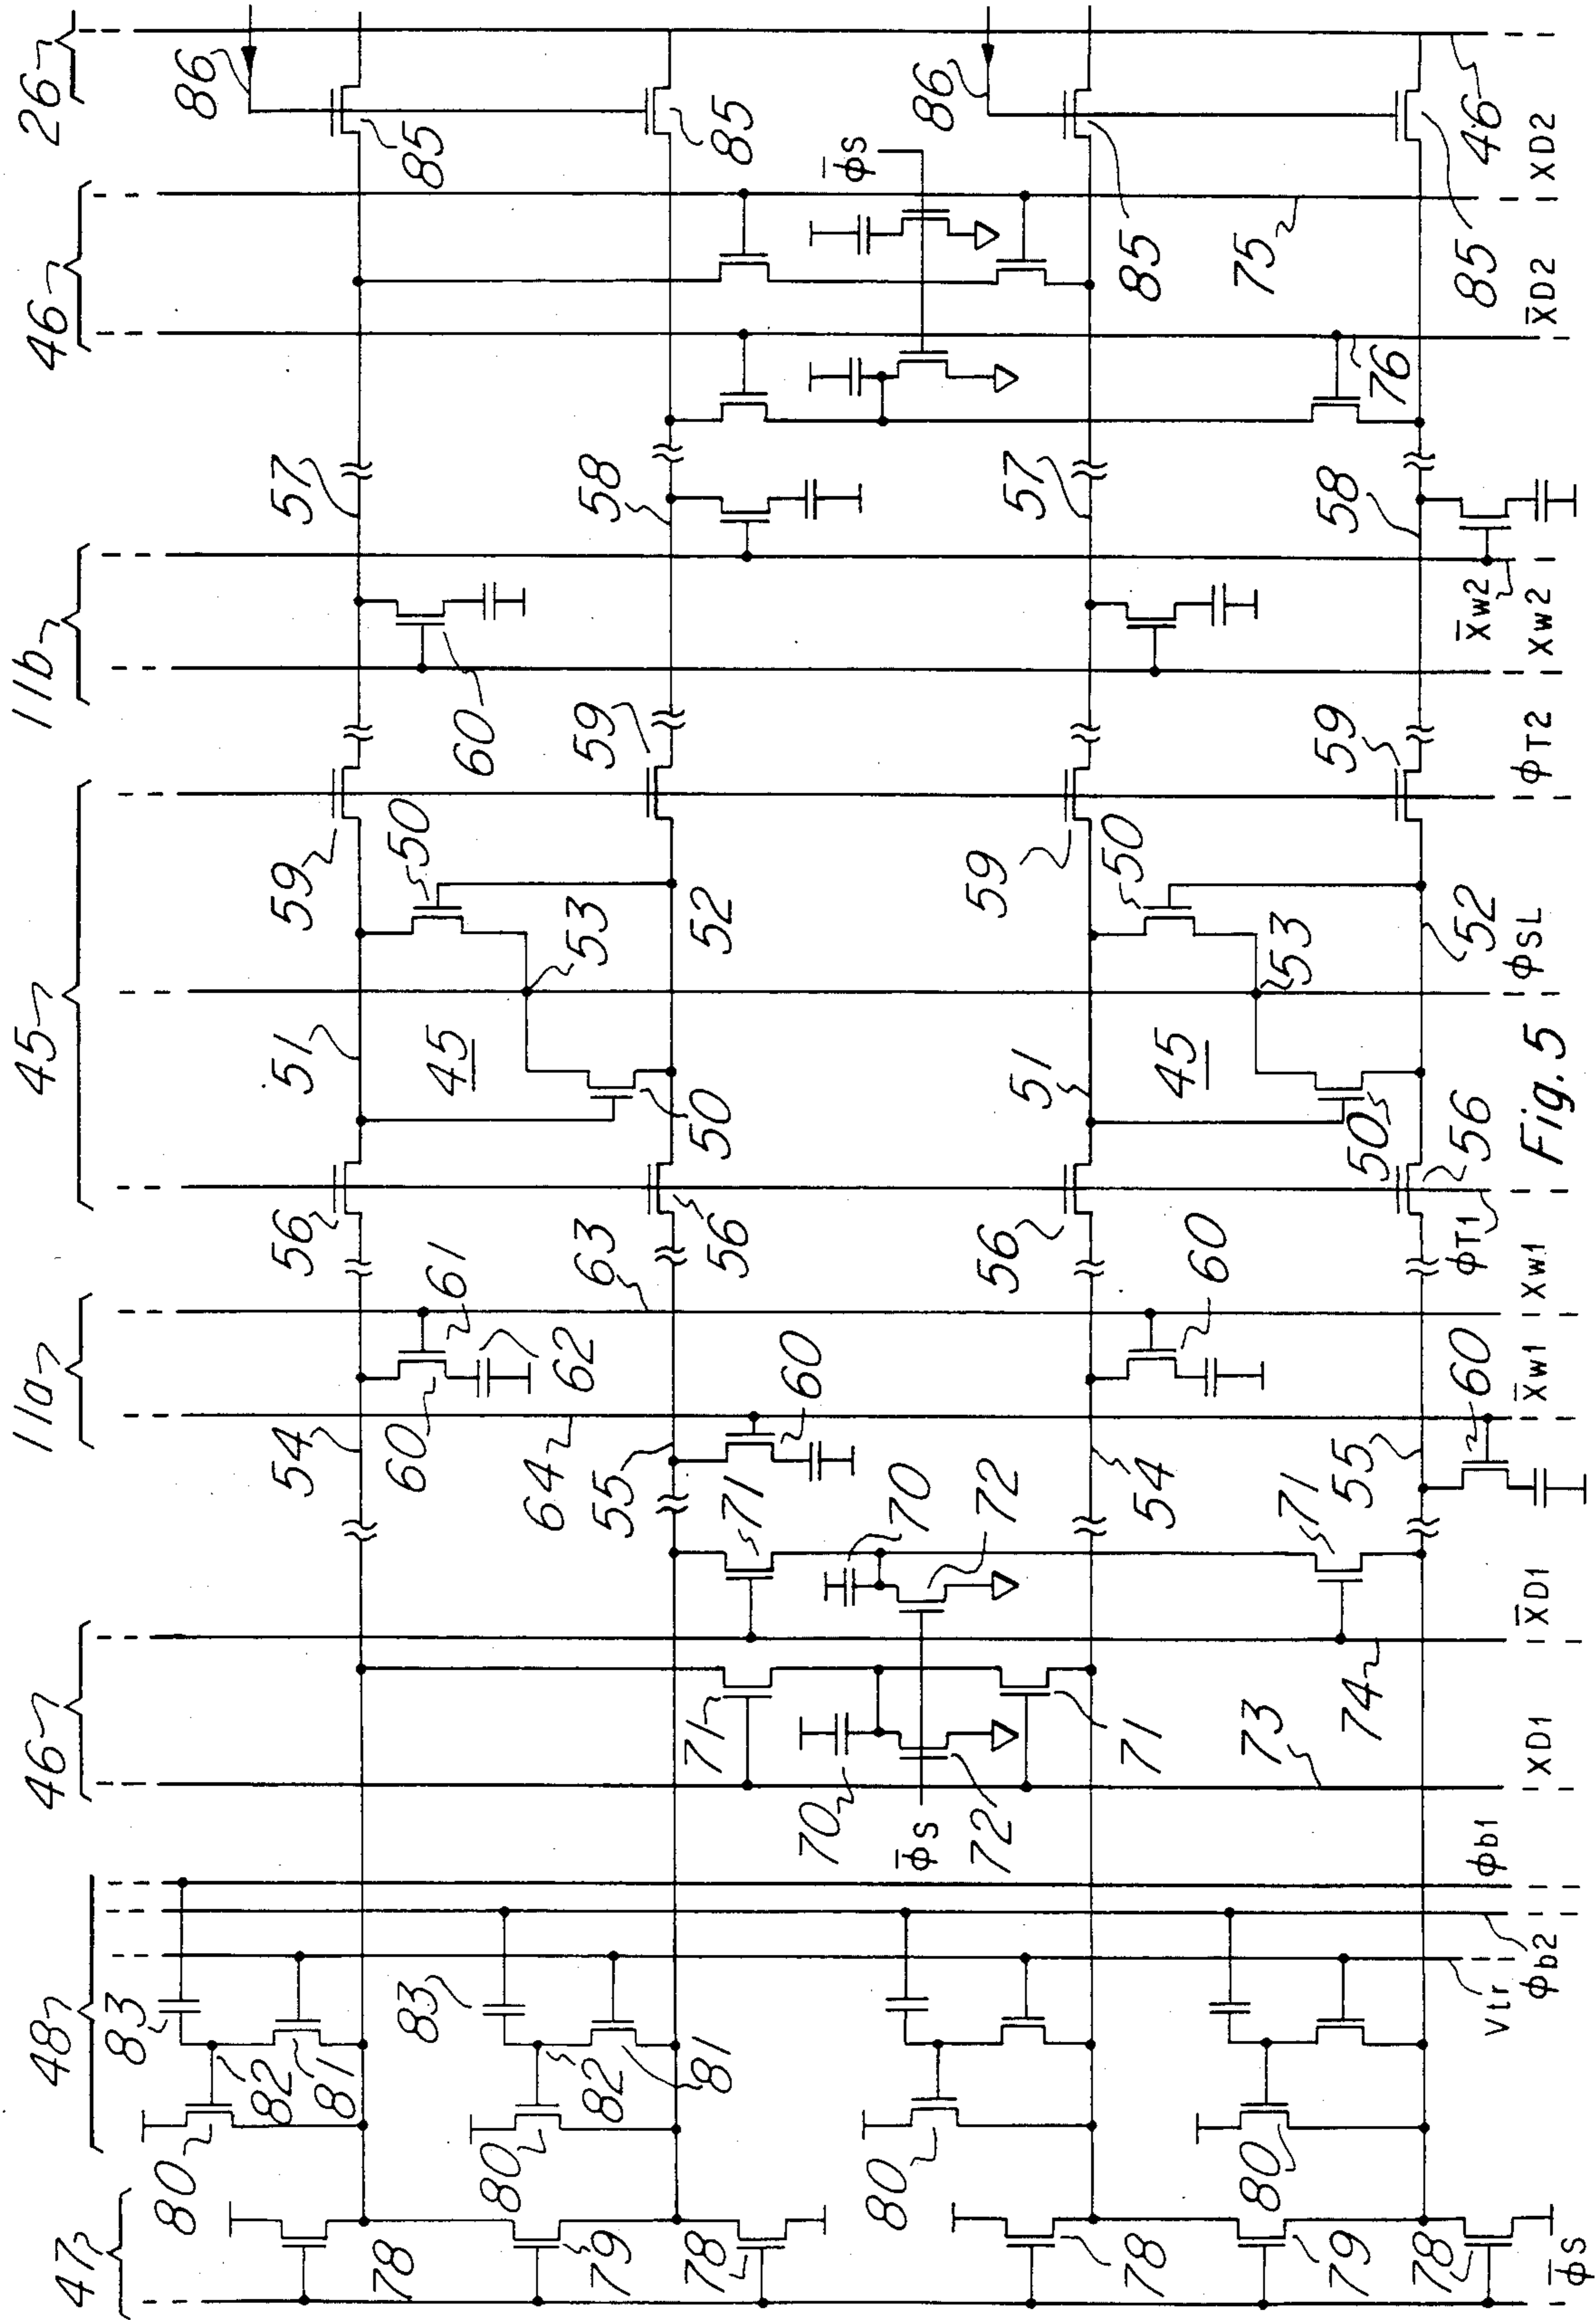 47 48 46 11a 45 11b 46 26
83 86
80 82 81 60 61 62 56 51 59 50 60 57 85
78 54 63 53
45
79 80 82 83 81 64 55 71 60 56 50 52 59 58 85
78
71 70 70 72
φ̄S φ̄S
72 86
80 71 54 56 60 51 59 50 57 85
78 45 53
79 80 73 74 71 55 60 50 56 52 59 58 76 75 85
78 46
φ̄S Vtr φb2 φb1 XD1 X̄D1 X̄w1 Xw1 φT1 φSL φT2 Xw2 X̄w2 X̄D2 XD2
Fig. 5